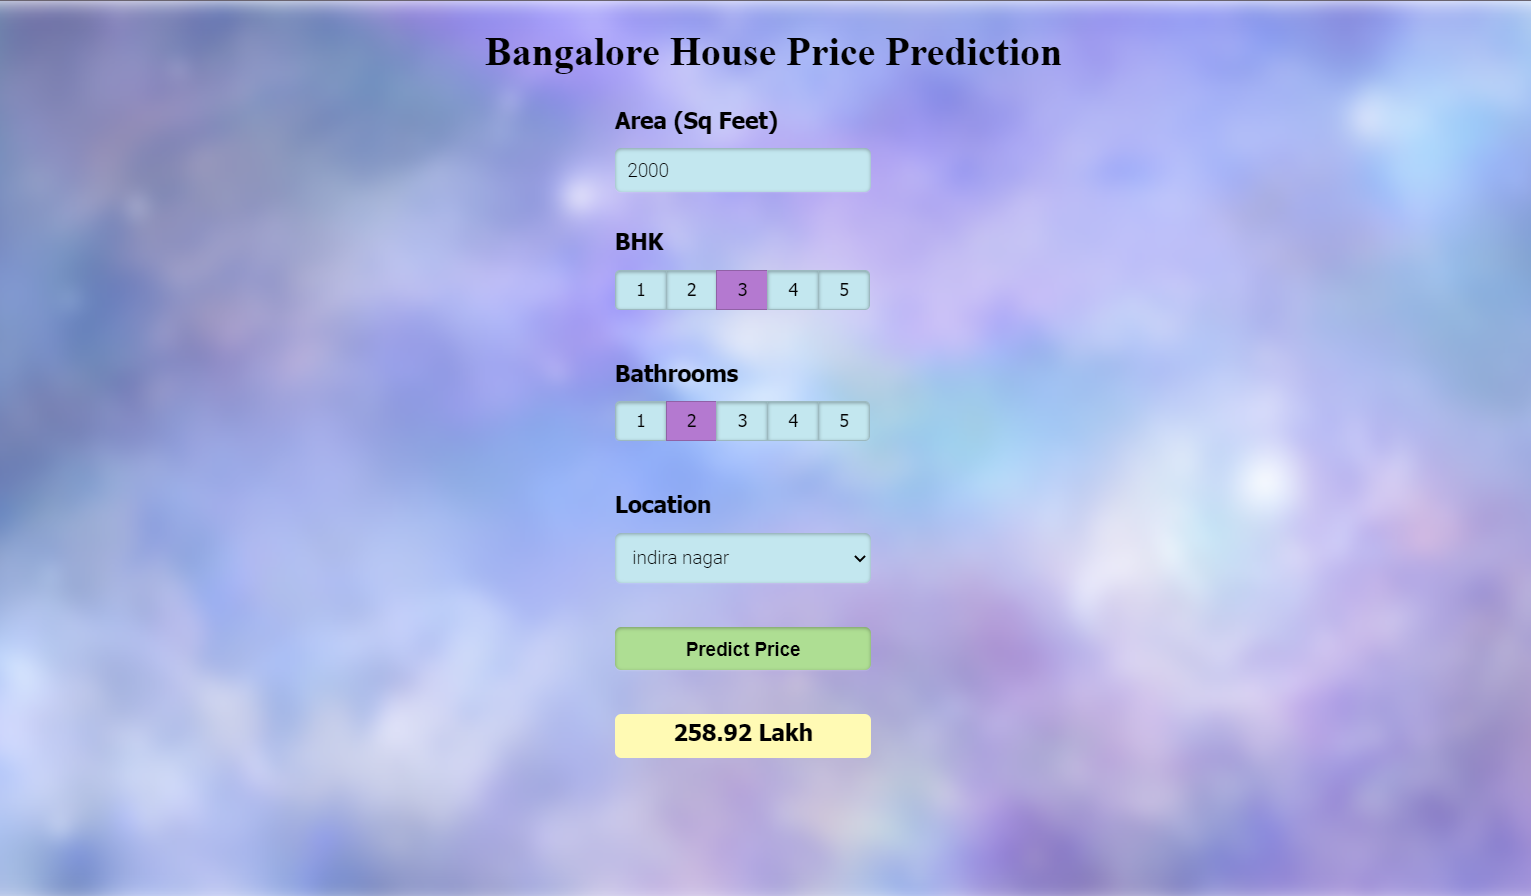 Bangalore House Price Prediction
Area (Sq Feet)
2000
BHK
1 2 3 4 5
Bathrooms
1 2 3 4 5
Location
indira nagar
Predict Price
258.92 Lakh